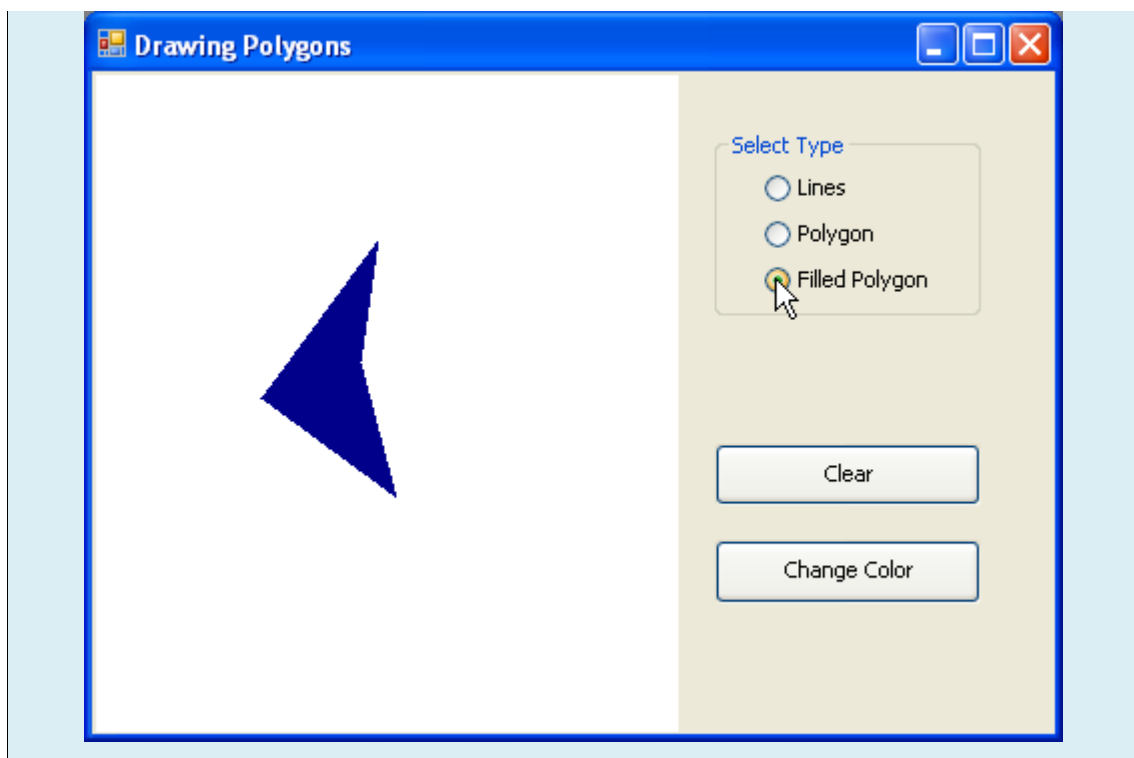 Drawing Polygons
Select Type
Lines
Polygon
Filled Polygon
Clear
Change Color